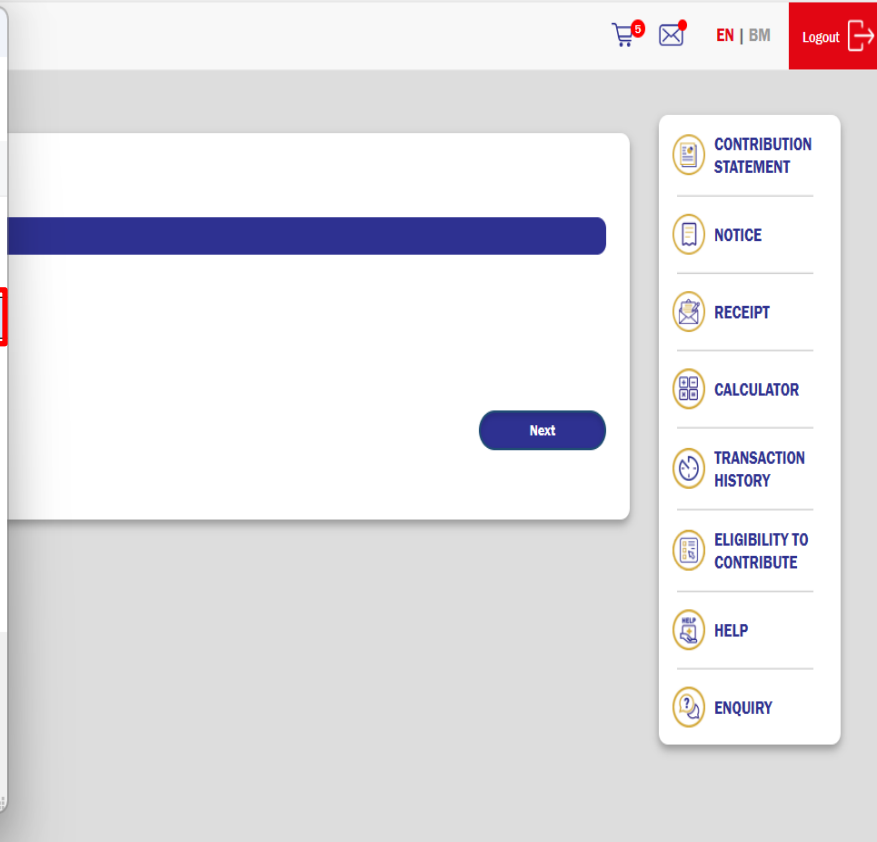 5
EN | BM
Logout
CONTRIBUTION
STATEMENT
NOTICE
RECEIPT
CALCULATOR
Next
TRANSACTION
HISTORY
ELIGIBILITY TO
CONTRIBUTE
HELP
HELP
ENQUIRY